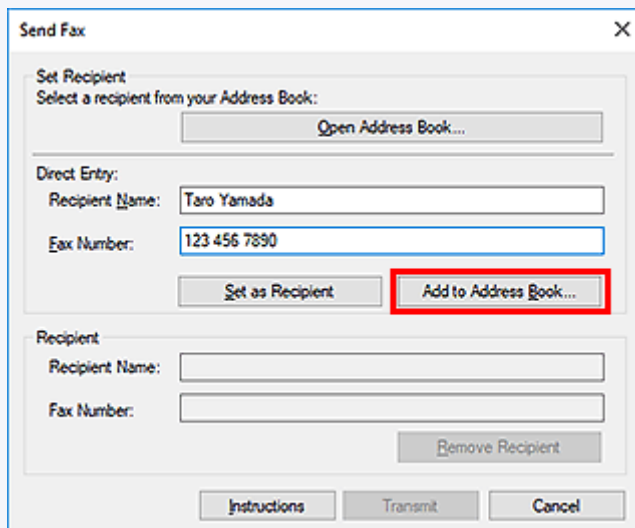 Send Fax
Set Recipient
Select a recipient from your Address Book:
Open Address Book...
Direct Entry:
Recipient Name: Taro Yamada
Fax Number: 123 456 7890
Set as Recipient Add to Address Book...
Recipient
Recipient Name:
Fax Number:
Remove Recipient
Instructions Transmit Cancel